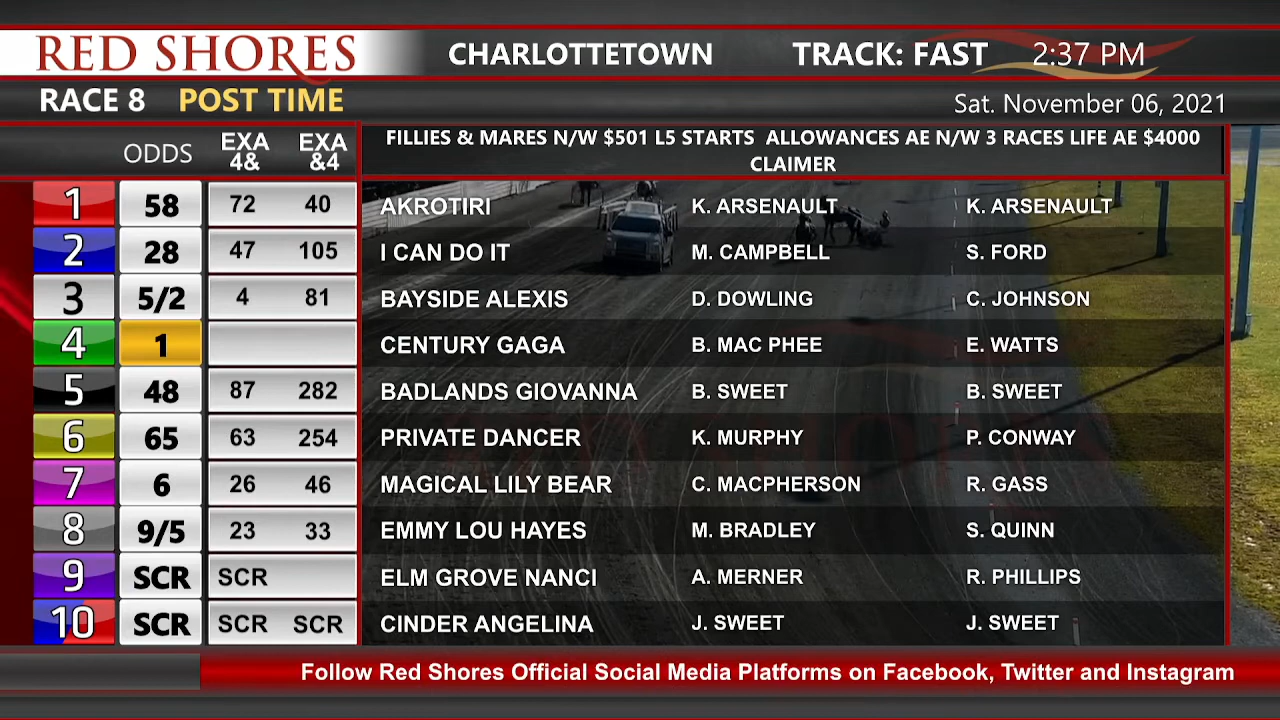 RED SHORES CHARLOTTETOWN TRACK: FAST 2:37 PM
RACE 8 POST TIME Sat. November 06, 2021
ODDS EXA 4& EXA &4
FILLIES & MARES N/W $501 L5 STARTS ALLOWANCES AE N/W 3 RACES LIFE AE $4000
CLAIMER
1 58 72 40 AKROTIRI K. ARSENAULT K. ARSENAULT
2 28 47 105 I CAN DO IT M. CAMPBELL S. FORD
3 5/2 4 81 BAYSIDE ALEXIS D. DOWLING C. JOHNSON
4 1 CENTURY GAGA B. MAC PHEE E. WATTS
5 48 87 282 BADLANDS GIOVANNA B. SWEET B. SWEET
6 65 63 254 PRIVATE DANCER K. MURPHY P. CONWAY
7 6 26 46 MAGICAL LILY BEAR C. MACPHERSON R. GASS
8 9/5 23 33 EMMY LOU HAYES M. BRADLEY S. QUINN
9 SCR SCR ELM GROVE NANCI A. MERNER R. PHILLIPS
10 SCR SCR SCR CINDER ANGELINA J. SWEET J. SWEET
Follow Red Shores Official Social Media Platforms on Facebook, Twitter and Instagram